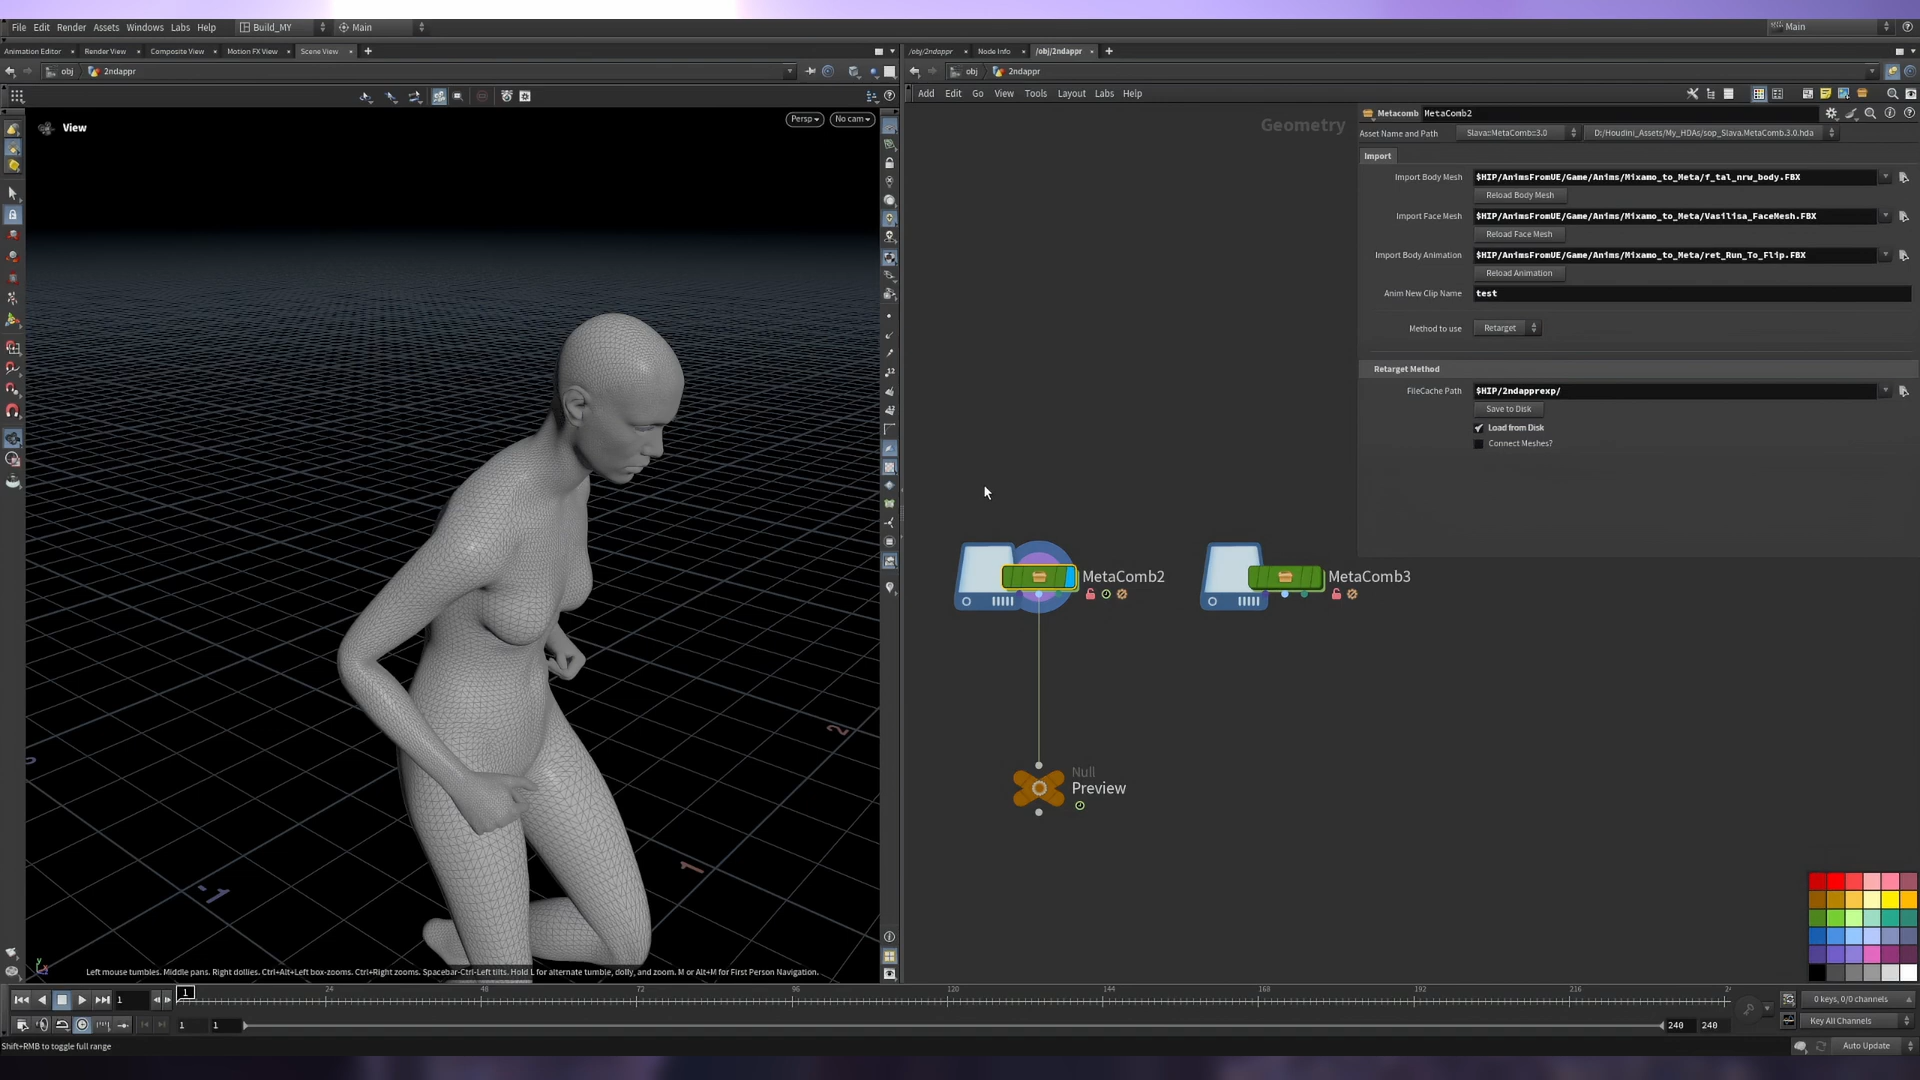 File Edit Render Assets Windows Labs Help Build_MY Main Main
Animation Editor Render View Composite View Motion FX View Scene View
/obj/2ndappr Node Info /obj/2ndappr
obj 2ndappr
obj 2ndappr
Add Edit Go View Tools Layout Labs Help
View
Persp
No cam
Geometry
Metacomb MetaComb2
Asset Name and Path Slava::MetaComb::3.0 D:/Houdini_Assets/My_HDAs/sop_Slava.MetaComb.3.0.hda
Import
Import Body Mesh $HIP/AnimsFromUE/Game/Anims/Mixamo_to_Meta/f_tal_nrw_body.FBX
Reload Body Mesh
Import Face Mesh $HIP/AnimsFromUE/Game/Anims/Mixamo_to_Meta/Vasilisa_FaceMesh.FBX
Reload Face Mesh
Import Body Animation $HIP/AnimsFromUE/Game/Anims/Mixamo_to_Meta/ret_Run_To_Flip.FBX
Reload Animation
Anim New Clip Name test
Method to use Retarget
Retarget Method
FileCache Path $HIP/2ndapprexp/
Save to Disk
Load from Disk
Connect Meshes?
MetaComb2
MetaComb3
Null
Preview
2
1
-1
Left mouse tumbles. Middle pans. Right dollies. Ctrl+Alt+Left box-zooms. Ctrl+Right zooms. Spacebar-Ctrl-Left tilts. Hold L for alternate tumble, dolly, and zoom. M or Alt+M for First Person Navigation.
1 1 24 48 72 96 120 144 168 192 216
0 keys, 0/0 channels
1 1 240 240
Key All Channels
Shift+RMB to toggle full range
Auto Update